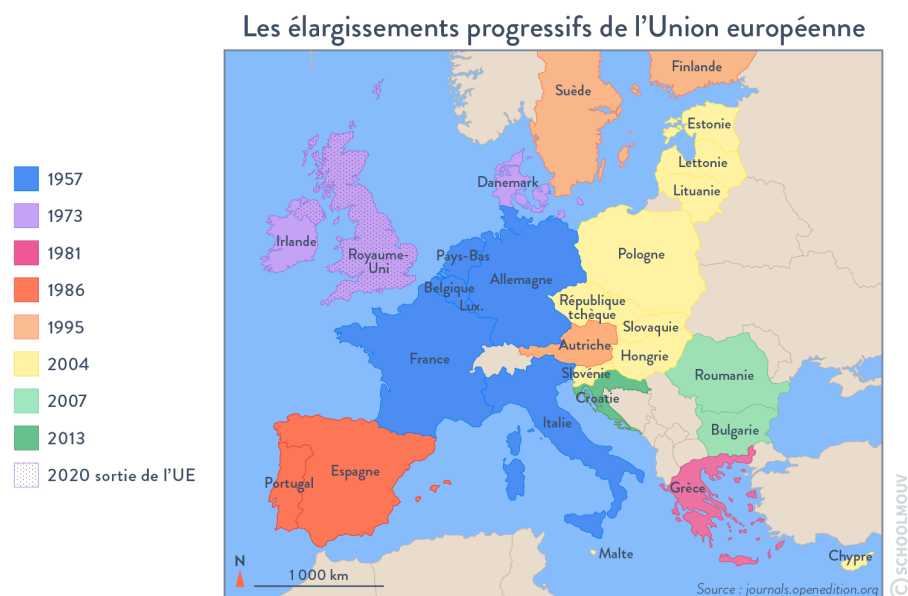 Les élargissements progressifs de l'Union européenne
1957
1973
1981
1986
1995
2004
2007
2013
2020 sortie de l'UE
Finlande
Suède
Estonie
Lettonie
Lituanie
Danemark
Irlande
Royaume-
Uni
Pays-Bas
Allemagne
Pologne
Belgique
Lux.
République
tchèque
Slovaquie
Autriche
Hongrie
France
Slovénie
Croatie
Roumanie
Bulgarie
Italie
Espagne
Portugal
Grèce
Malte
Chypre
N
1 000 km
Source : journals.openedition.org
© SCHOOLMOUV